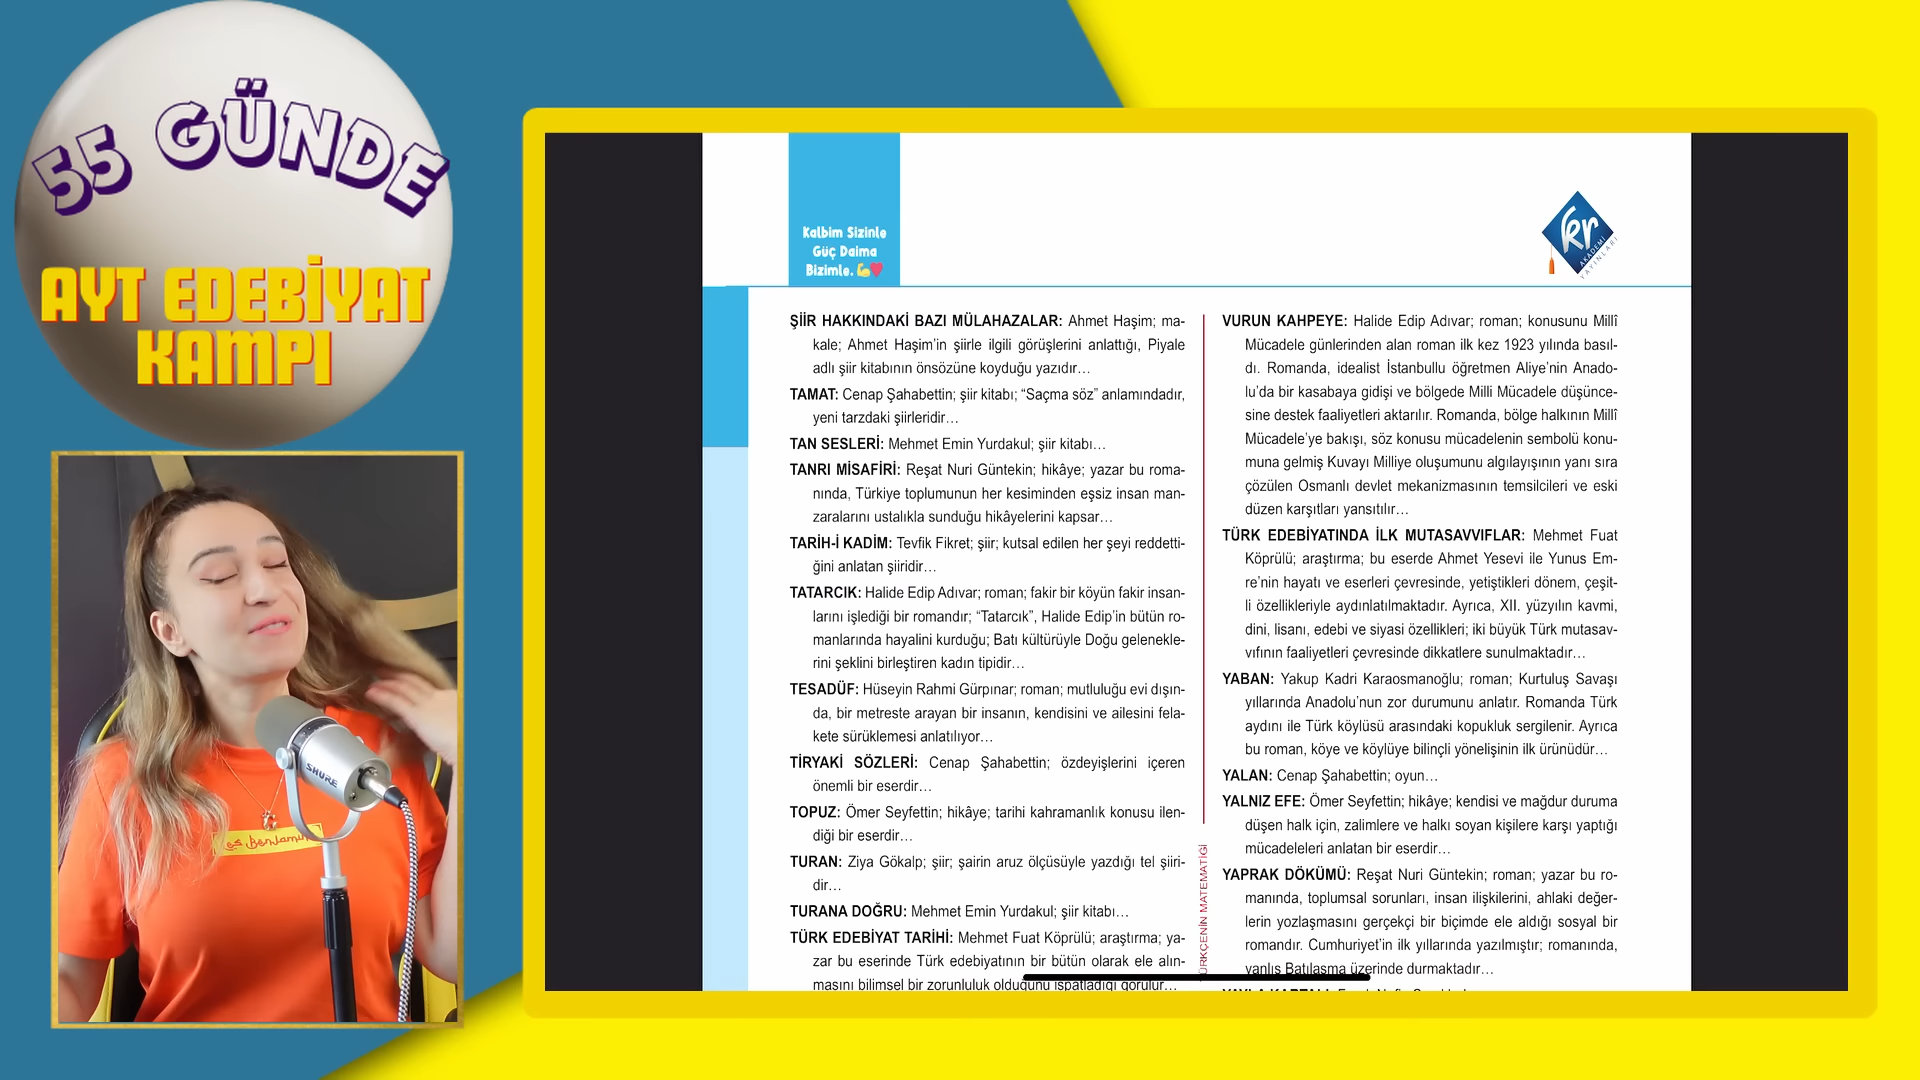 55 GÜNDE
AYT EDEBİYAT
KAMPI
SHURE
Benjamin
Kalbim Sizinle
Güç Daima
Bizimle. 💪❤️
kr
AKADEMİ
YAYINLARI
ŞİİR HAKKINDAKİ BAZI MÜLAHAZALAR: Ahmet Haşim; ma-
kale; Ahmet Haşim’in şiirle ilgili görüşlerini anlattığı, Piyale
adlı şiir kitabının önsözüne koyduğu yazıdır…
TAMAT: Cenap Şahabettin; şiir kitabı; “Saçma söz” anlamındadır,
yeni tarzdaki şiirleridir…
TAN SESLERİ: Mehmet Emin Yurdakul; şiir kitabı…
TANRI MİSAFİRİ: Reşat Nuri Güntekin; hikâye; yazar bu roma-
nında, Türkiye toplumunun her kesiminden eşsiz insan man-
zaralarını ustalıkla sunduğu hikâyelerini kapsar…
TARİH-İ KADİM: Tevfik Fikret; şiir; kutsal edilen her şeyi reddetti-
ğini anlatan şiiridir…
TATARCIK: Halide Edip Adıvar; roman; fakir bir köyün fakir insan-
larını işlediği bir romandır; “Tatarcık”, Halide Edip’in bütün ro-
manlarında hayalini kurduğu; Batı kültürüyle Doğu gelenekle-
rini şeklini birleştiren kadın tipidir…
TESADÜF: Hüseyin Rahmi Gürpınar; roman; mutluluğu evi dışın-
da, bir metreste arayan bir insanın, kendisini ve ailesini fela-
kete sürüklemesi anlatılıyor…
TİRYAKİ SÖZLERİ: Cenap Şahabettin; özdeyişlerini içeren
önemli bir eserdir…
TOPUZ: Ömer Seyfettin; hikâye; tarihi kahramanlık konusu ilen-
diği bir eserdir…
TURAN: Ziya Gökalp; şiir; şairin aruz ölçüsüyle yazdığı tel şiiri-
dir…
TURANA DOĞRU: Mehmet Emin Yurdakul; şiir kitabı…
TÜRK EDEBİYAT TARİHİ: Mehmet Fuat Köprülü; araştırma; ya-
zar bu eserinde Türk edebiyatının bir bütün olarak ele alın-
masını bilimsel bir zorunluluk olduğunu ispatladığı görülür…
TÜRKÇENİN MATEMATİĞİ
VURUN KAHPEYE: Halide Edip Adıvar; roman; konusunu Millî
Mücadele günlerinden alan roman ilk kez 1923 yılında basıl-
dı. Romanda, idealist İstanbullu öğretmen Aliye’nin Anado-
lu’da bir kasabaya gidişi ve bölgede Milli Mücadele düşünce-
sine destek faaliyetleri aktarılır. Romanda, bölge halkının Millî
Mücadele’ye bakışı, söz konusu mücadelenin sembolü konu-
muna gelmiş Kuvayı Milliye oluşumunu algılayışının yanı sıra
çözülen Osmanlı devlet mekanizmasının temsilcileri ve eski
düzen karşıtları yansıtılır…
TÜRK EDEBİYATINDA İLK MUTASAVVIFLAR: Mehmet Fuat
Köprülü; araştırma; bu eserde Ahmet Yesevi ile Yunus Em-
re’nin hayatı ve eserleri çevresinde, yetiştikleri dönem, çeşit-
li özellikleriyle aydınlatılmaktadır. Ayrıca, XII. yüzyılın kavmi,
dini, lisanı, edebi ve siyasi özellikleri; iki büyük Türk mutasav-
vıfının faaliyetleri çevresinde dikkatlere sunulmaktadır…
YABAN: Yakup Kadri Karaosmanoğlu; roman; Kurtuluş Savaşı
yıllarında Anadolu’nun zor durumunu anlatır. Romanda Türk
aydını ile Türk köylüsü arasındaki kopukluk sergilenir. Ayrıca
bu roman, köye ve köylüye bilinçli yönelişinin ilk ürünüdür…
YALAN: Cenap Şahabettin; oyun…
YALNIZ EFE: Ömer Seyfettin; hikâye; kendisi ve mağdur duruma
düşen halk için, zalimlere ve halkı soyan kişilere karşı yaptığı
mücadeleleri anlatan bir eserdir…
YAPRAK DÖKÜMÜ: Reşat Nuri Güntekin; roman; yazar bu ro-
manında, toplumsal sorunları, insan ilişkilerini, ahlaki değer-
lerin yozlaşmasını gerçekçi bir biçimde ele aldığı sosyal bir
romandır. Cumhuriyet’in ilk yıllarında yazılmıştır; romanında,
yanlış Batılaşma üzerinde durmaktadır…